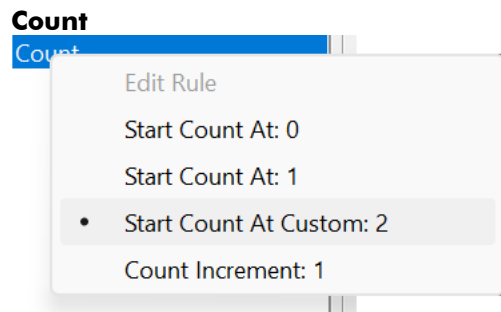 Count
Count
Edit Rule
Start Count At: 0
Start Count At: 1
Start Count At Custom: 2
Count Increment: 1